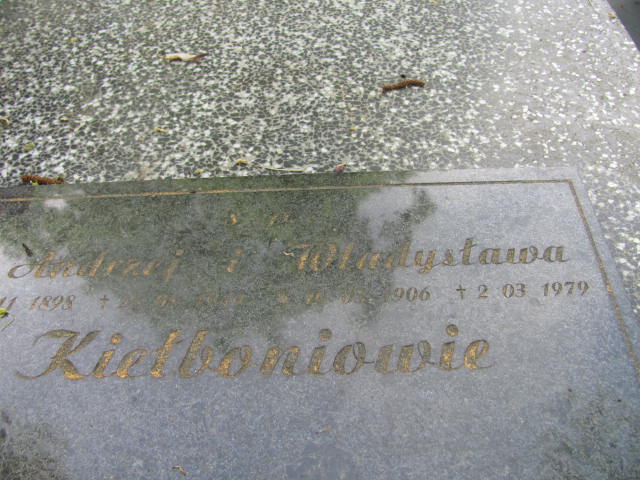 Ś P
Andrzej i Władysława
1898 + 1906 + 2 03 1979
Kiełboniowie